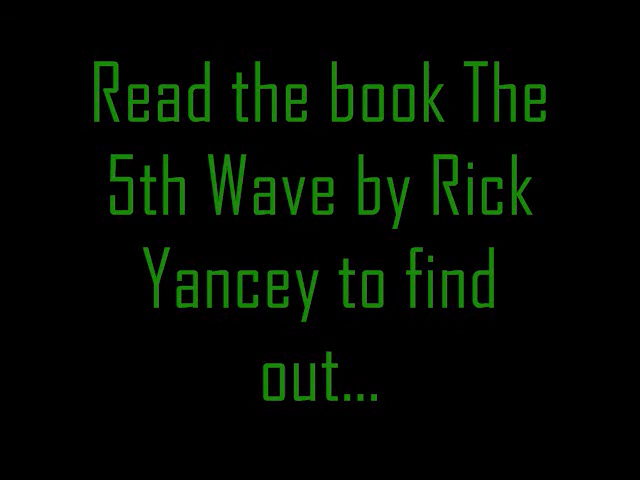 Read the book The
5th Wave by Rick
Yancey to find
out...